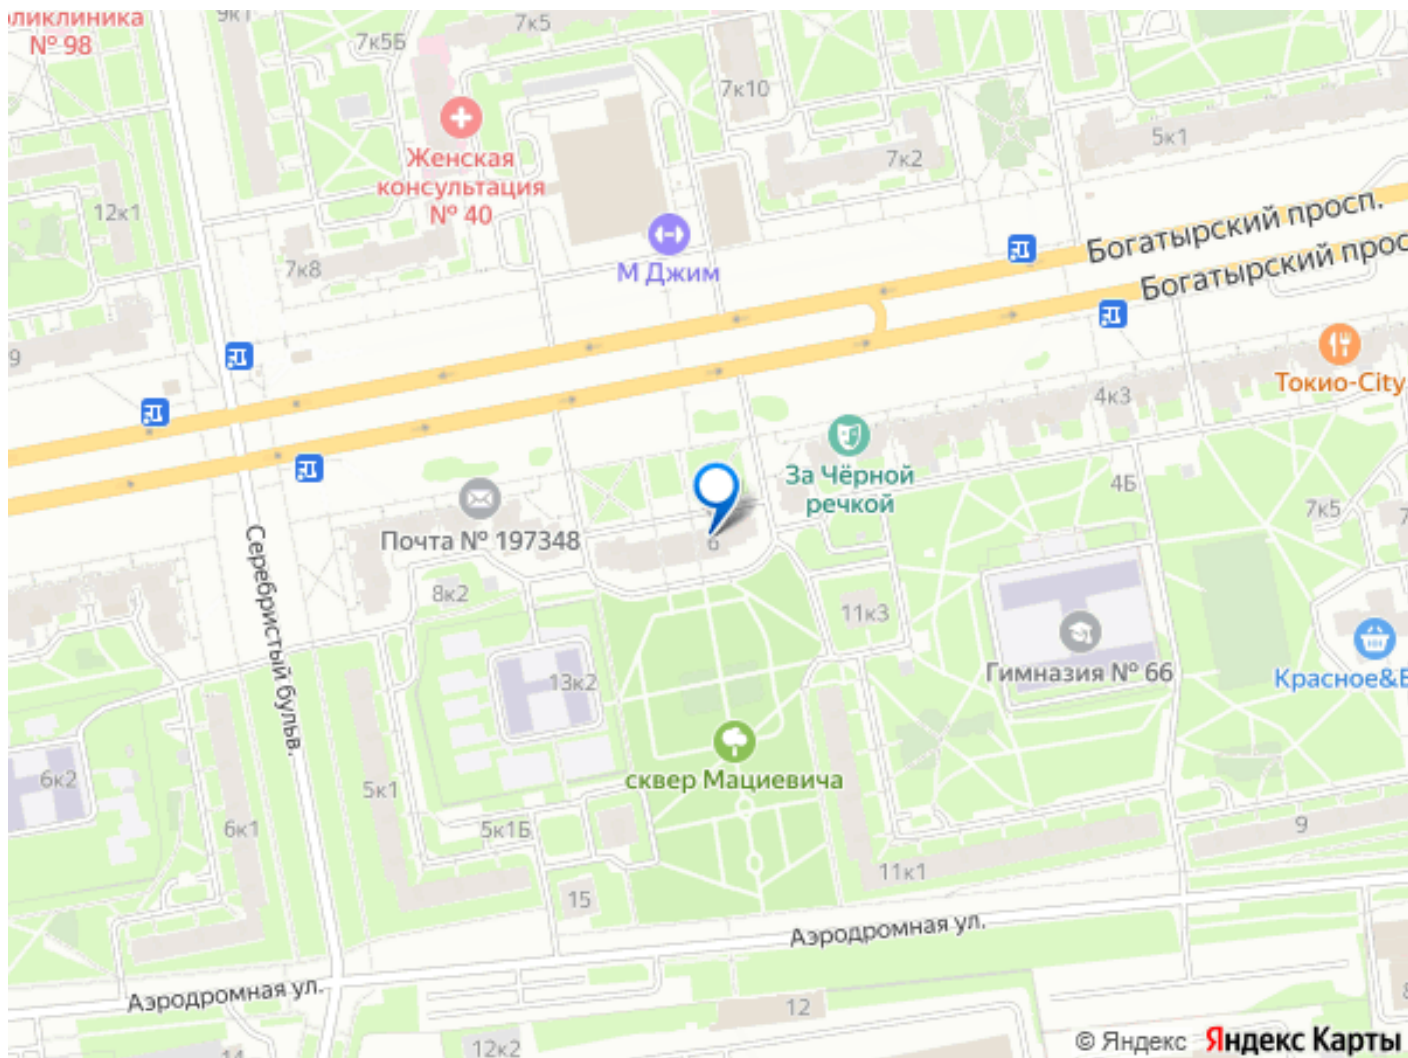 9к1
7к5
№ 98
7к5Б
7к10
Женская
консультация
№ 40
5к1
7к2
12к1
М Джим
7к8
Богатырский просп.
Богатырский прос
9
Токио-City
4к3
За Чёрной
речкой
4Б
7к5
Почта № 197348
6
Серебристый бульв.
8к2
11к3
Гимназия № 66
Красное&
13к2
сквер Мациевича
6к2
5к1
6к1
5к1Б
9
11к1
15
Аэродромная ул.
Аэродромная ул.
12
12к2
14
© Яндекс Яндекс Карты